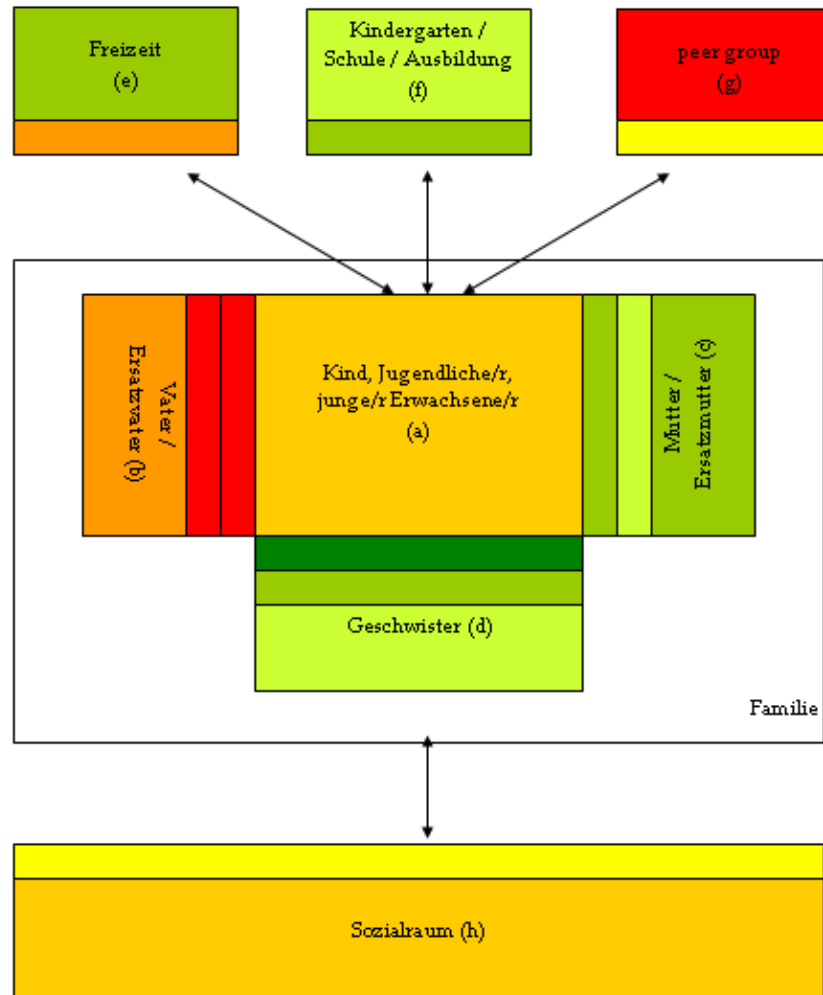 Freizeit
(e)
Kindergarten /
Schule / Ausbildung
(f)
peer group
(g)
Vater /
Ersatzvater (b)
Kind, Jugendliche/r,
junge/r Erwachsene/r
(a)
Mutter /
Ersatzmutter (c)
Geschwister (d)
Familie
Sozialraum (h)